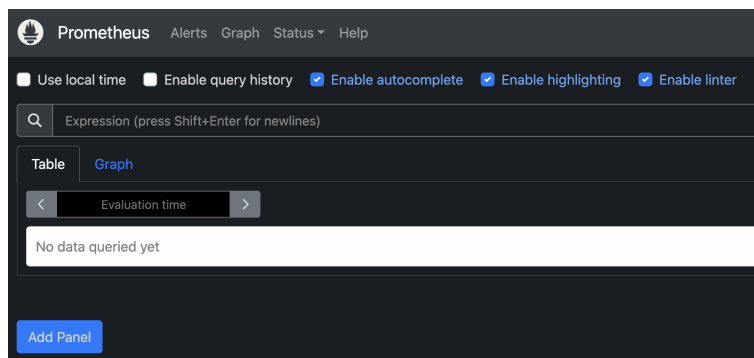 Prometheus Alerts Graph Status Help
Use local time Enable query history Enable autocomplete Enable highlighting Enable linter
Expression (press Shift+Enter for newlines)
Table Graph
Evaluation time
No data queried yet
Add Panel